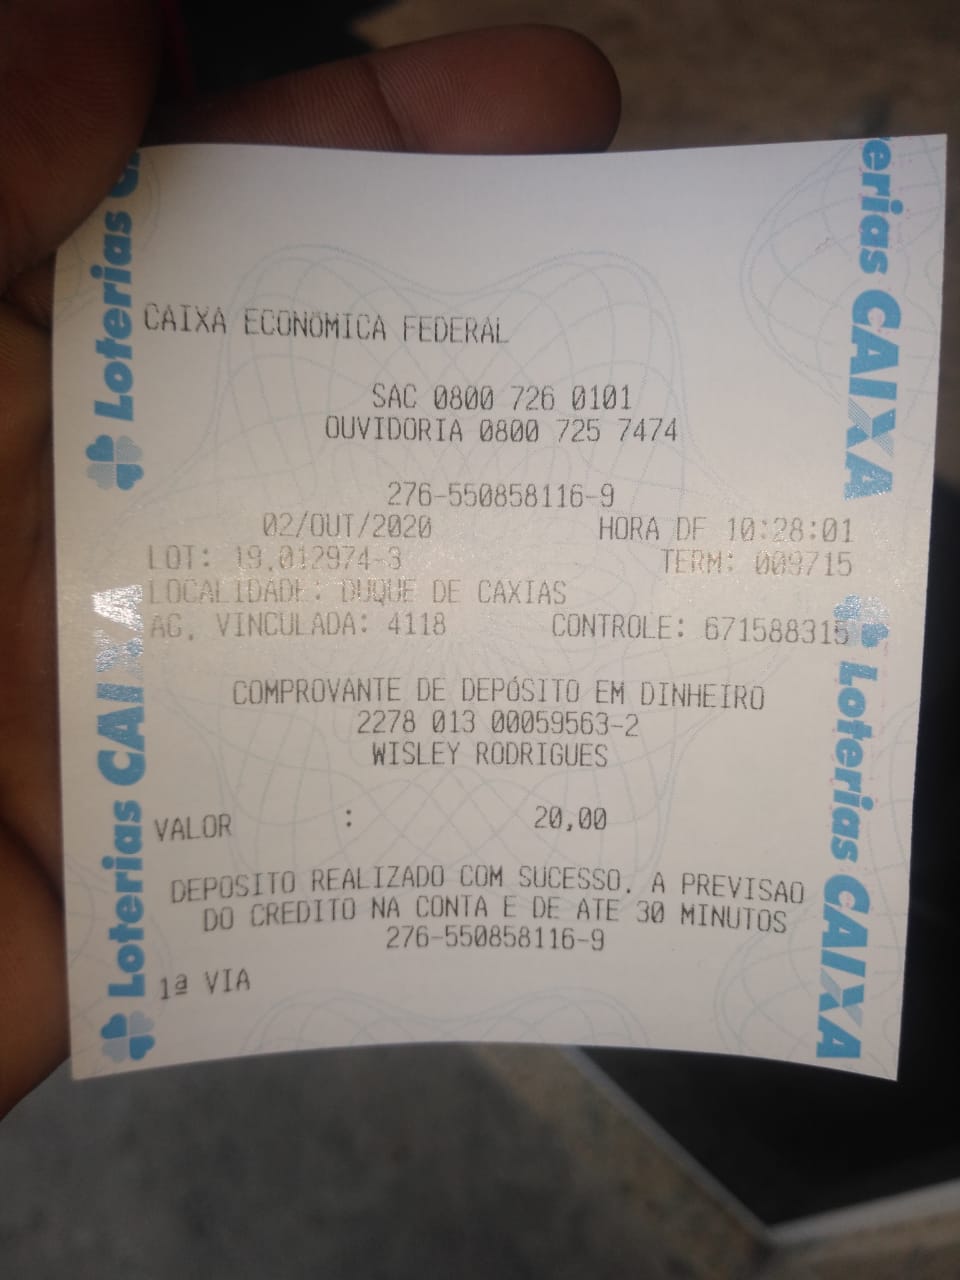 CAIXA ECONOMICA FEDERAL
SAC 0800 726 0101
OUVIDORIA 0800 725 7474
276-550858116-9
02/OUT/2020 HORA DF 10:28:01
LOT: 19.012974-3 TERM: 009715
LOCALIDADE: DUQUE DE CAXIAS
AG. VINCULADA: 4118 CONTROLE: 671588315
COMPROVANTE DE DEPÓSITO EM DINHEIRO
2278 013 00059563-2
WISLEY RODRIGUES
VALOR : 20,00
DEPOSITO REALIZADO COM SUCESSO. A PREVISAO
DO CREDITO NA CONTA E DE ATE 30 MINUTOS
276-550858116-9
1ª VIA
Loterias CAIXA
Loterias
erias CAIXA
Loterias CAIXA